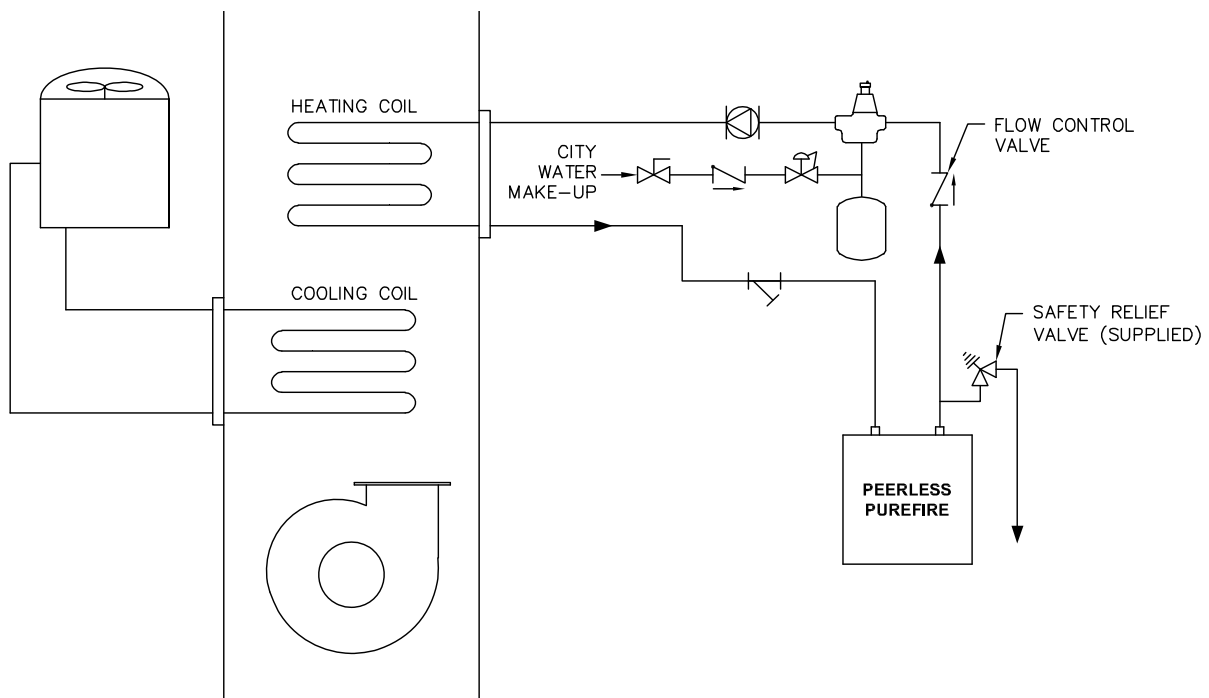 HEATING COIL
CITY
WATER
MAKE-UP
FLOW CONTROL
VALVE
COOLING COIL
SAFETY RELIEF
VALVE (SUPPLIED)
PEERLESS
PUREFIRE